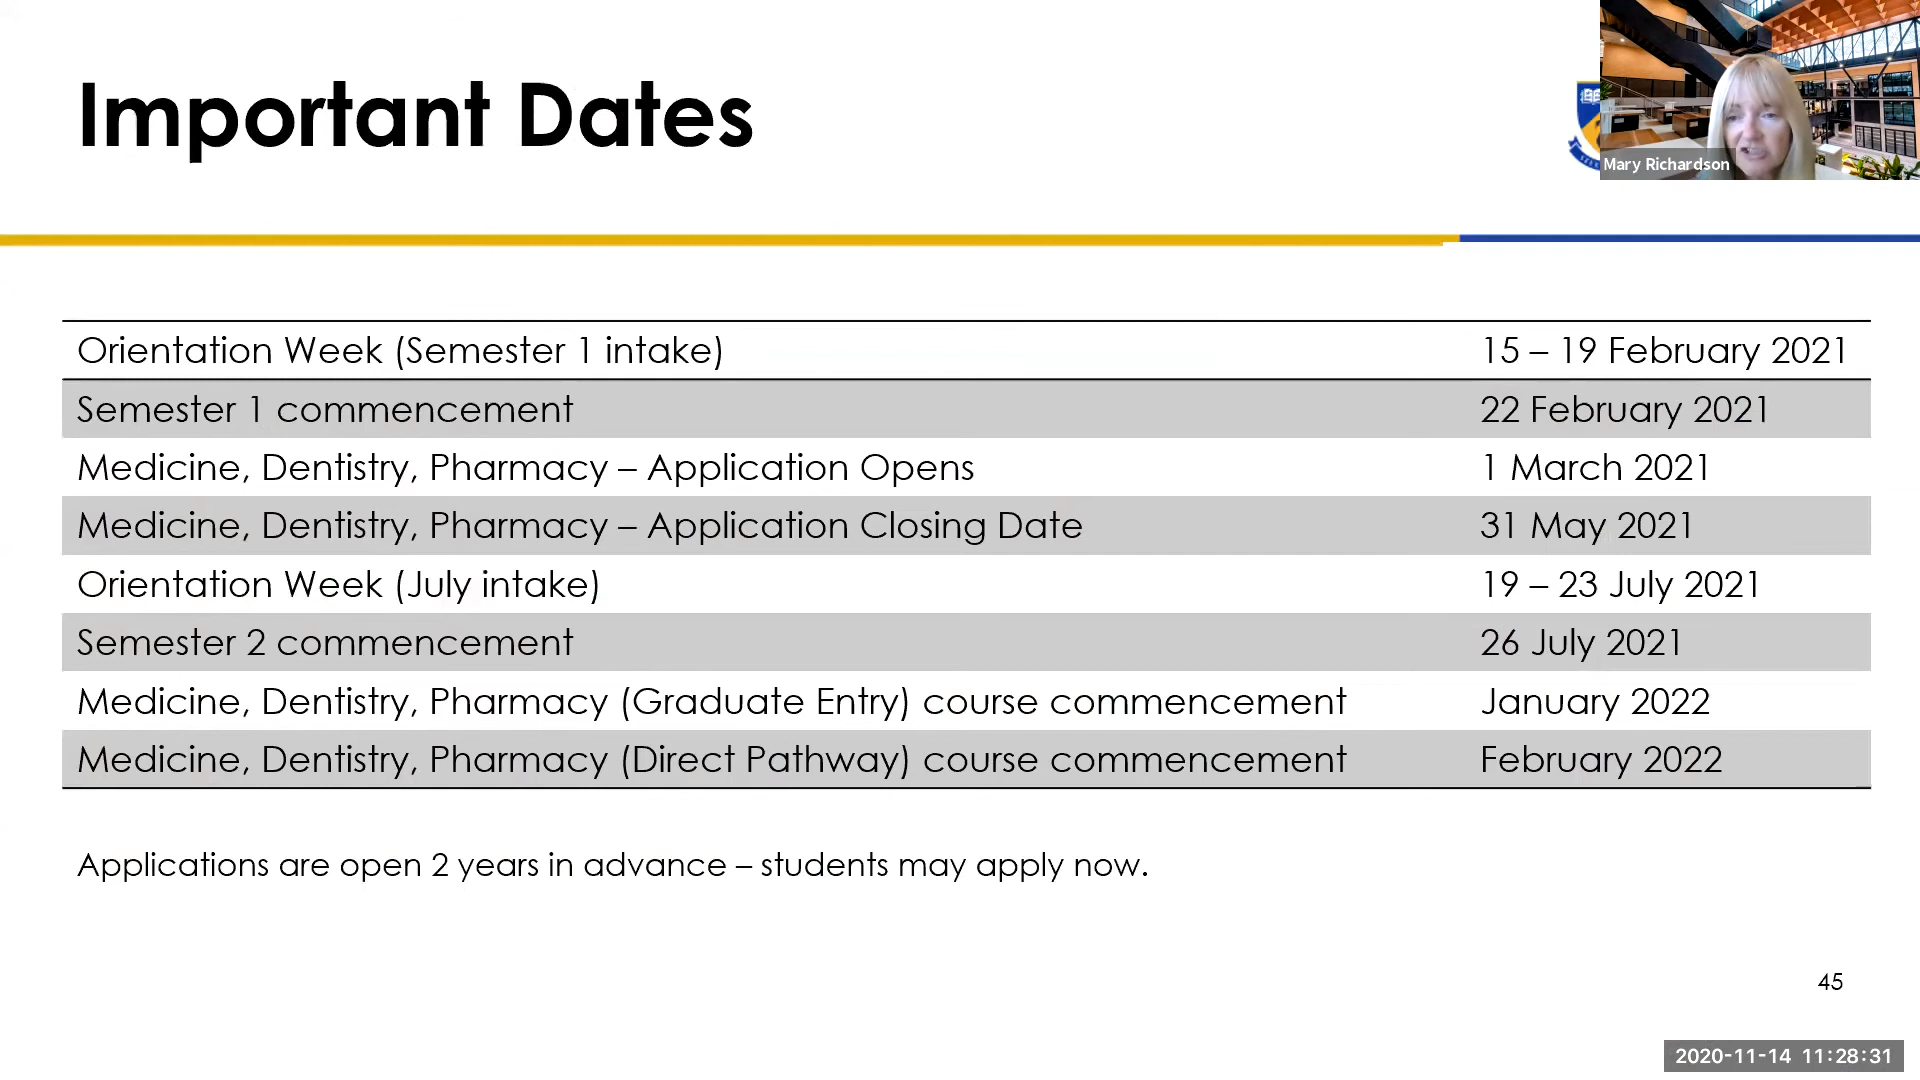 Important Dates
Mary Richardson
Orientation Week (Semester 1 intake) 15 – 19 February 2021
Semester 1 commencement 22 February 2021
Medicine, Dentistry, Pharmacy – Application Opens 1 March 2021
Medicine, Dentistry, Pharmacy – Application Closing Date 31 May 2021
Orientation Week (July intake) 19 – 23 July 2021
Semester 2 commencement 26 July 2021
Medicine, Dentistry, Pharmacy (Graduate Entry) course commencement January 2022
Medicine, Dentistry, Pharmacy (Direct Pathway) course commencement February 2022
Applications are open 2 years in advance – students may apply now.
45
2020-11-14 11:28:31